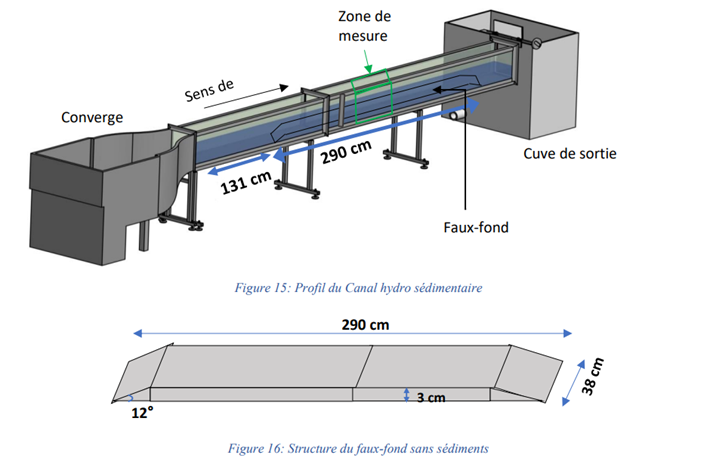 Zone de
mesure
Sens de
Converge
290 cm
131 cm
Cuve de sortie
Faux-fond
Figure 15: Profil du Canal hydro sédimentaire
290 cm
38 cm
3 cm
12°
Figure 16: Structure du faux-fond sans sédiments